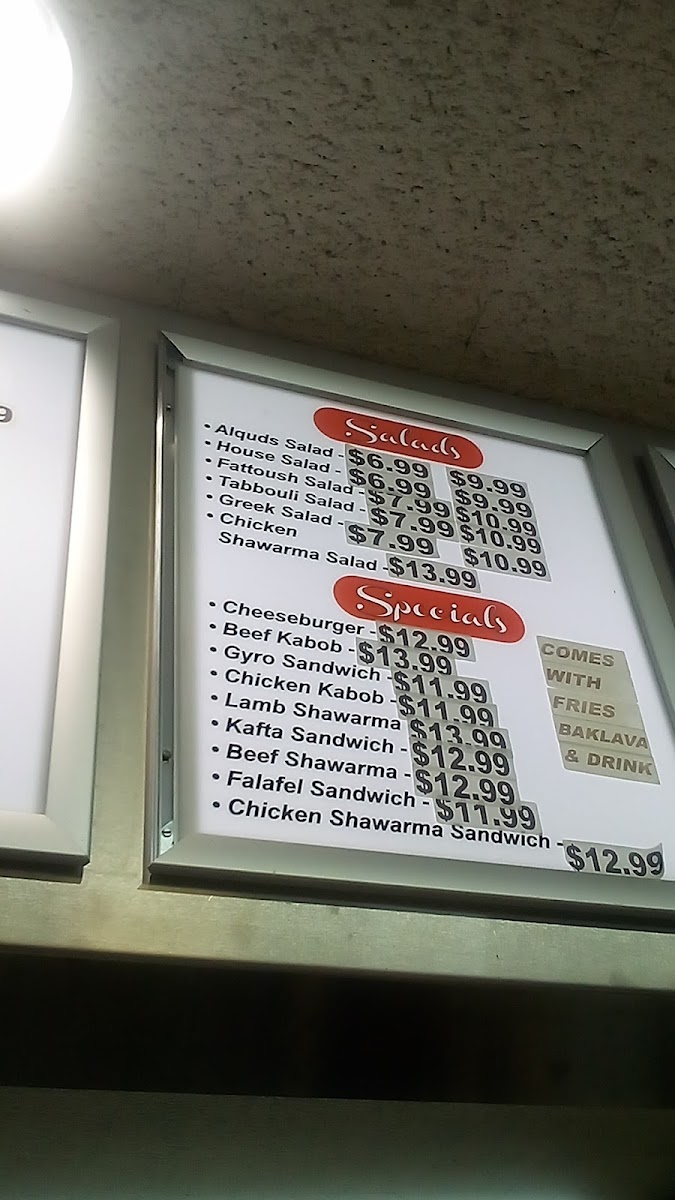 9
Salads
• Alquds Salad - $6.99 $9.99
• House Salad - $6.99 $9.99
• Fattoush Salad - $7.99 $10.99
• Tabbouli Salad - $7.99 $10.99
• Greek Salad - $7.99 $10.99
• Chicken
Shawarma Salad - $13.99
Specials
• Cheeseburger - $12.99
• Beef Kabob - $13.99
• Gyro Sandwich - $11.99
• Chicken Kabob - $11.99
• Lamb Shawarma $13.99
• Kafta Sandwich - $12.99
• Beef Shawarma - $12.99
• Falafel Sandwich - $11.99
• Chicken Shawarma Sandwich - $12.99
COMES
WITH
FRIES
BAKLAVA
& DRINK